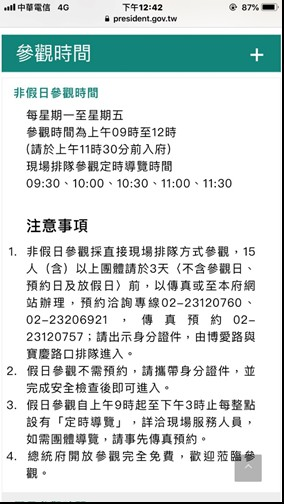 中華電信 4G 下午12:42 87%
president.gov.tw
參觀時間 +
非假日參觀時間
每星期一至星期五
參觀時間為上午09時至12時
(請於上午11時30分前入府)
現場排隊參觀定時導覽時間
09:30、10:00、10:30、11:00、11:30
注意事項
1. 非假日參觀採直接現場排隊方式參觀，15
人（含）以上團體請於3天〈不含參觀日、
預約日及放假日〉前，以傳真或至本府網
站辦理，預約洽詢專線02-23120760、
02-23206921，傳真預約02-
23120757；請出示身分證件，由博愛路與
寶慶路口排隊進入。
2. 假日參觀不需預約，請攜帶身分證件，並
完成安全檢查後即可進入。
3. 假日參觀自上午9時起至下午3時止每整點
設有「定時導覽」，詳洽現場服務人員，
如需團體導覽，請事先傳真預約。
4. 總統府開放參觀完全免費，歡迎蒞臨參
觀。